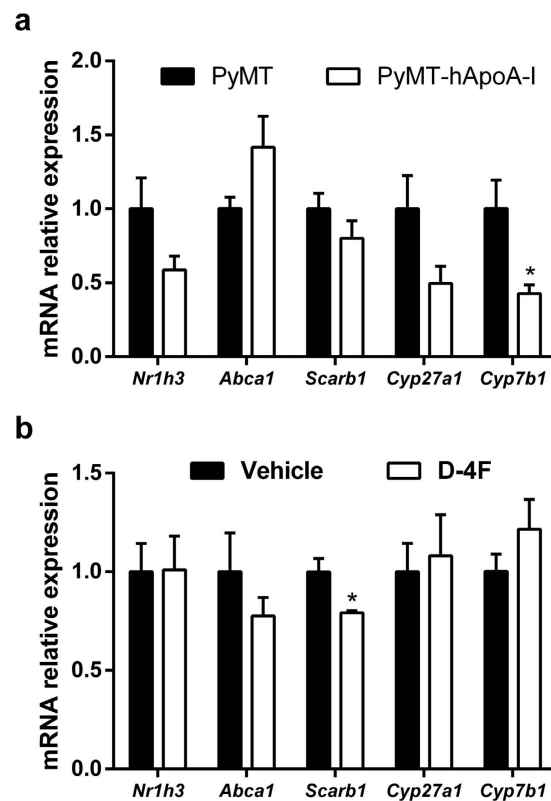 a
PyMT PyMT-hApoA-I
mRNA relative expression
2.0
1.5
1.0
0.5
0.0
*
Nr1h3 Abca1 Scarb1 Cyp27a1 Cyp7b1
b
Vehicle D-4F
mRNA relative expression
1.5
1.0
0.5
0.0
*
Nr1h3 Abca1 Scarb1 Cyp27a1 Cyp7b1